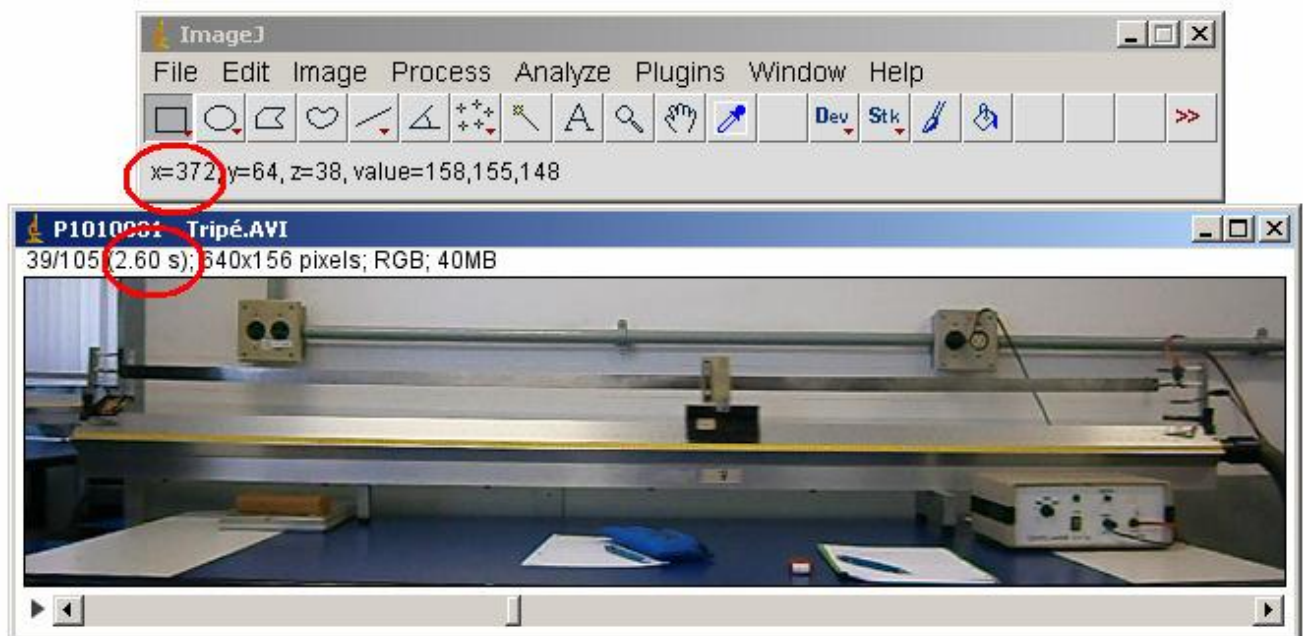 ImageJ
File Edit Image Process Analyze Plugins Window Help
A Dev Stk >>
x=372, y=64, z=38, value=158,155,148
P1010081 Tripé.AVI
39/105 (2.60 s); 640x156 pixels; RGB; 40MB